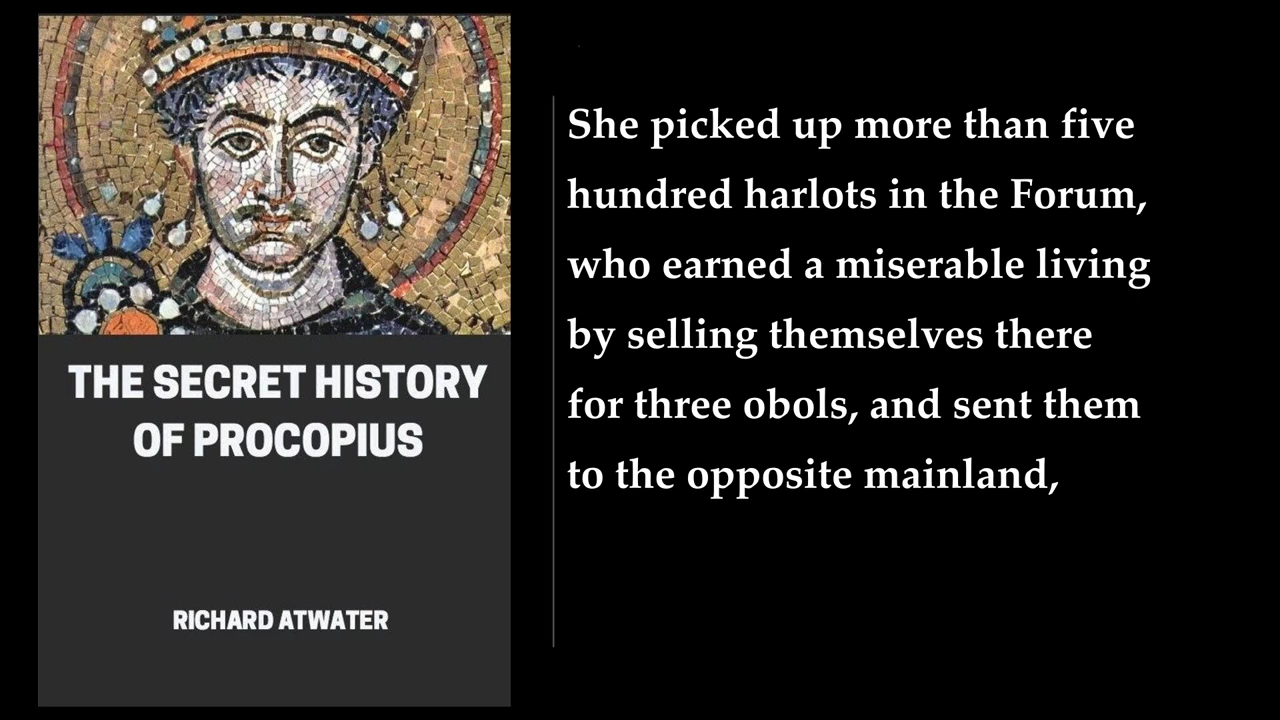 THE SECRET HISTORY
OF PROCOPIUS
RICHARD ATWATER
She picked up more than five
hundred harlots in the Forum,
who earned a miserable living
by selling themselves there
for three obols, and sent them
to the opposite mainland,